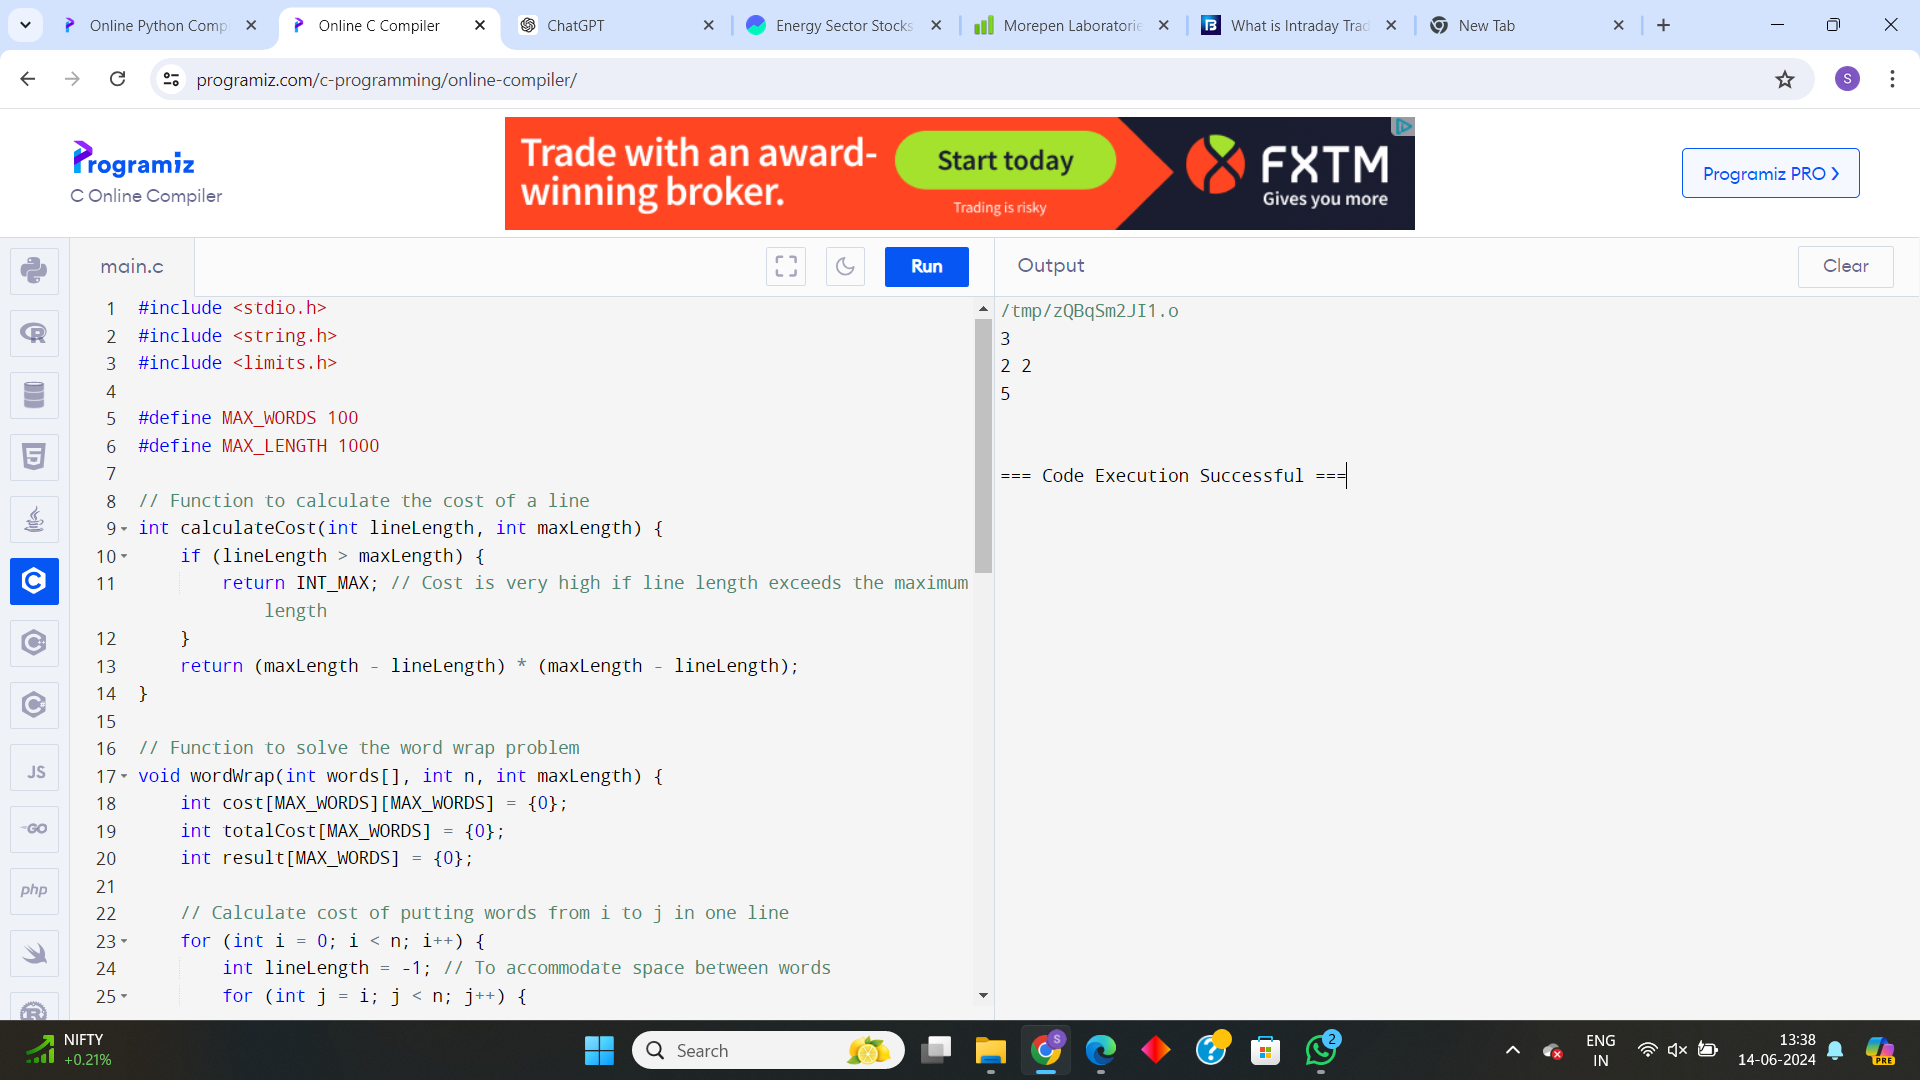 Online Python Comp
Online C Compiler
ChatGPT
Energy Sector Stocks
Morepen Laboratorie
What is Intraday Trad
New Tab
programiz.com/c-programming/online-compiler/
S
Programiz
C Online Compiler
Trade with an award-
winning broker.
Start today
Trading is risky
FXTM
Gives you more
Programiz PRO
main.c
Run
Output
Clear
1 #include <stdio.h>
2 #include <string.h>
3 #include <limits.h>
4
5 #define MAX_WORDS 100
6 #define MAX_LENGTH 1000
7
8 // Function to calculate the cost of a line
9 int calculateCost(int lineLength, int maxLength) {
10 if (lineLength > maxLength) {
11 return INT_MAX; // Cost is very high if line length exceeds the maximum
length
12 }
13 return (maxLength - lineLength) * (maxLength - lineLength);
14 }
15
16 // Function to solve the word wrap problem
17 void wordWrap(int words[], int n, int maxLength) {
18 int cost[MAX_WORDS][MAX_WORDS] = {0};
19 int totalCost[MAX_WORDS] = {0};
20 int result[MAX_WORDS] = {0};
21
22 // Calculate cost of putting words from i to j in one line
23 for (int i = 0; i < n; i++) {
24 int lineLength = -1; // To accommodate space between words
25 for (int j = i; j < n; j++) {
/tmp/zQBqSm2JI1.o
3
2 2
5
=== Code Execution Successful ===
JS
GO
php
NIFTY
+0.21%
Search
S
2
ENG
IN
13:38
14-06-2024
PRE